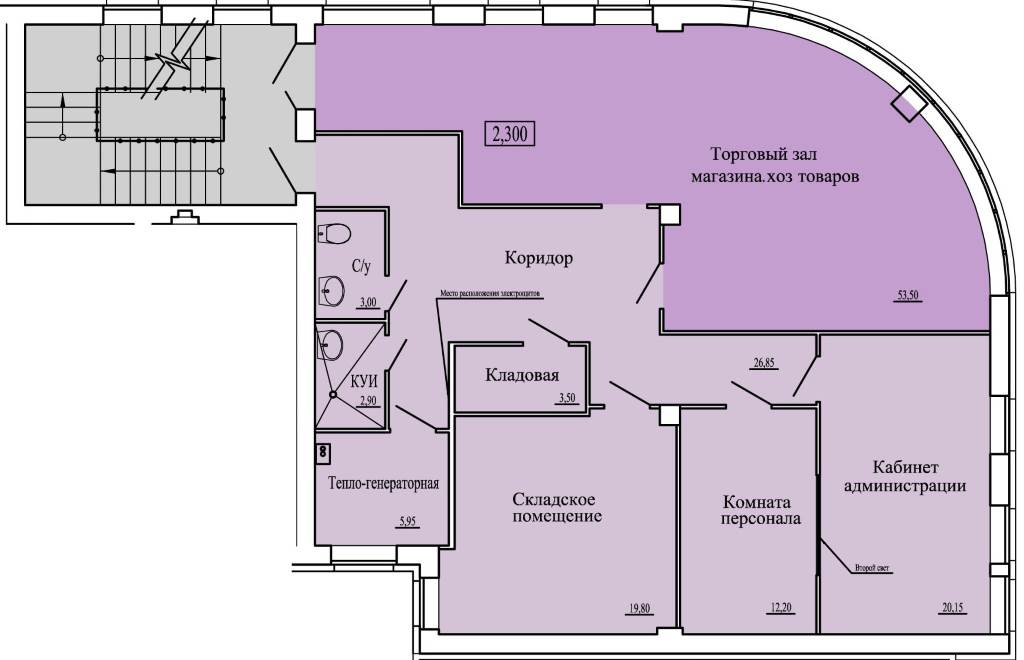 2,300
Торговый зал
магазина.хоз товаров
53,50
Коридор
С/у
3,00
Место расположения электрощитов
КУИ
2,90
Кладовая
3,50
26,85
Тепло-генераторная
5,95
Складское
помещение
19,80
Комната
персонала
12,20
Кабинет
администрации
Второй свет
20,15